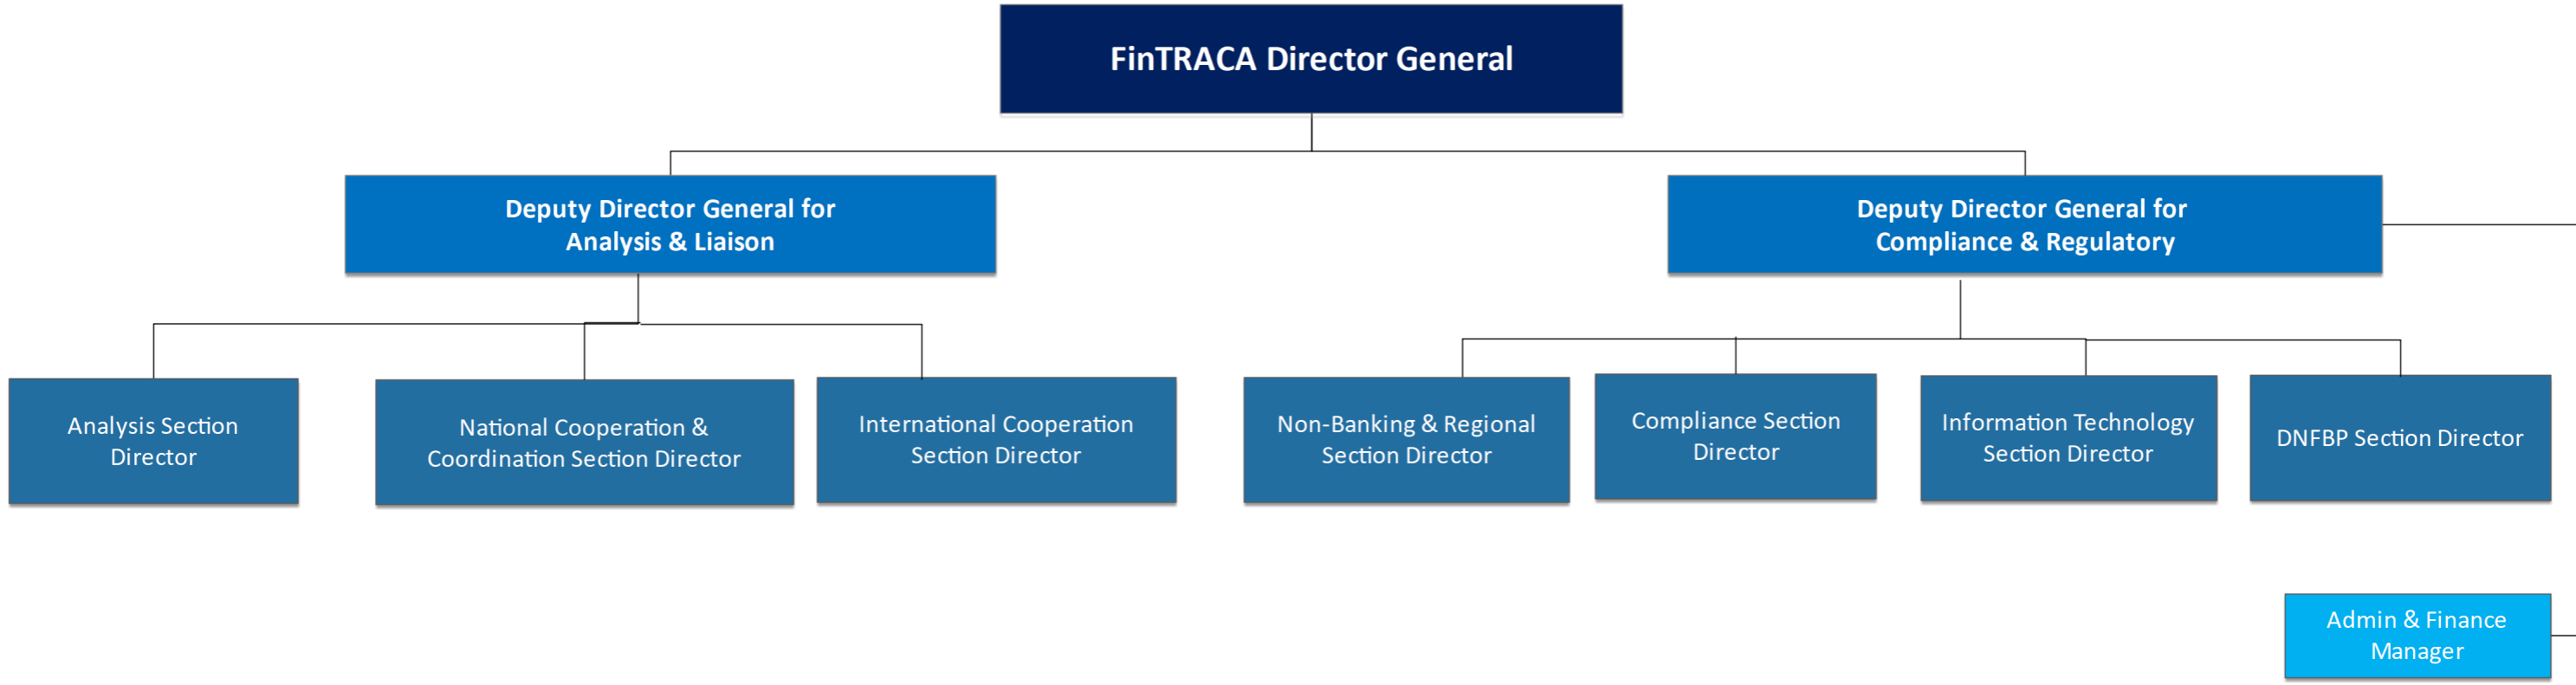 FinTRACA Director General
Deputy Director General for
Analysis & Liaison
Deputy Director General for
Compliance & Regulatory
Analysis Section
Director
National Cooperation &
Coordination Section Director
International Cooperation
Section Director
Non-Banking & Regional
Section Director
Compliance Section
Director
Information Technology
Section Director
DNFBP Section Director
Admin & Finance
Manager